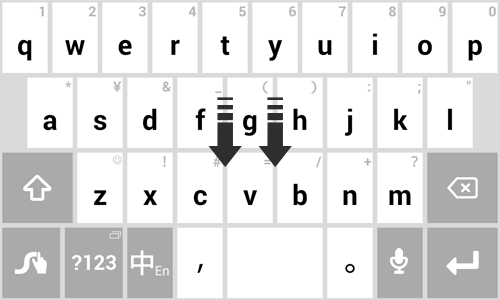 1 2 3 4 5 6 7 8 9 0
q w e r t y u i o p
* ¥ & _ ( ) : ; "
a s d f g h j k l
☺ ! # = / + ?
z x c v b n m
?123 中En , 。